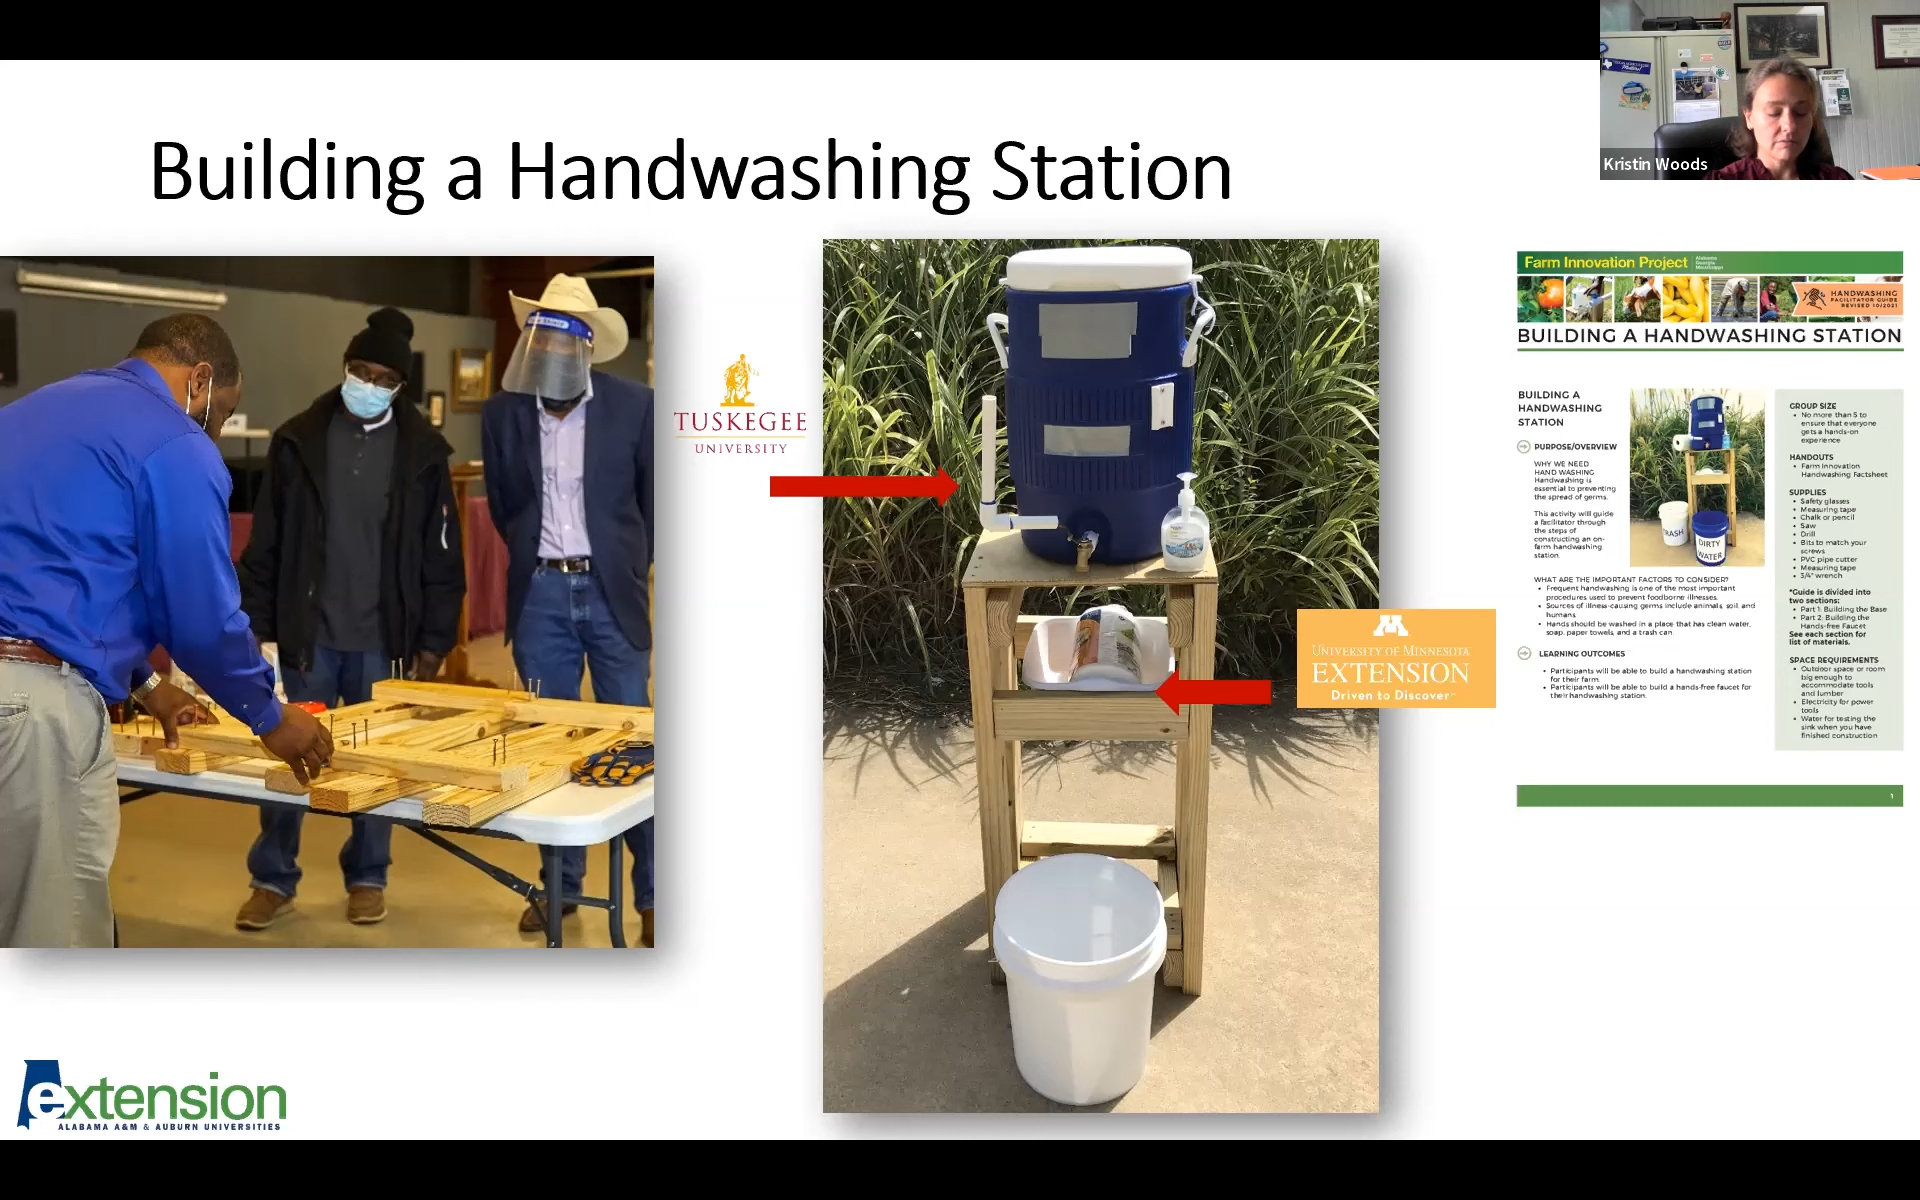 Kristin Woods
Building a Handwashing Station
TUSKEGEE
UNIVERSITY
UNIVERSITY OF MINNESOTA
EXTENSION
Driven to Discover
Farm Innovation Project
Alabama
Georgia
Mississippi
HANDWASHING
FACILITATOR GUIDE
REVISED 10/2021
BUILDING A HANDWASHING STATION
BUILDING A
HANDWASHING
STATION
PURPOSE/OVERVIEW
WHY WE NEED
HAND WASHING
Handwashing is
essential to preventing
the spread of germs.
This activity will guide
a facilitator through
the steps of
constructing an on-
farm handwashing
station.
TRASH
DIRTY
WATER
WHAT ARE THE IMPORTANT FACTORS TO CONSIDER?
• Frequent handwashing is one of the most important
procedures used to prevent foodborne illnesses.
• Sources of illness-causing germs include animals, soil and
humans.
• Hands should be washed in a place that has clean water,
soap, paper towels, and a trash can.
LEARNING OUTCOMES
• Participants will be able to build a handwashing station
for their farm.
• Participants will be able to build a hands-free faucet for
their handwashing station.
GROUP SIZE
• No more than 5 to
ensure that everyone
gets a hands-on
experience
HANDOUTS
• Farm Innovation
Handwashing Factsheet
SUPPLIES
• Safety glasses
• Measuring tape
• Chalk or pencil
• Saw
• Drill
• Bits to match your
screws
• PVC pipe cutter
• Measuring tape
• 3/4" wrench
*Guide is divided into
two sections:
• Part 1: Building the Base
• Part 2: Building the
Hands-free Faucet
See each section for
list of materials.
SPACE REQUIREMENTS
• Outdoor space or room
big enough to
accommodate tools
and lumber
• Electricity for power
tools
• Water for testing the
sink when you have
finished construction
1
extension
ALABAMA A&M & AUBURN UNIVERSITIES